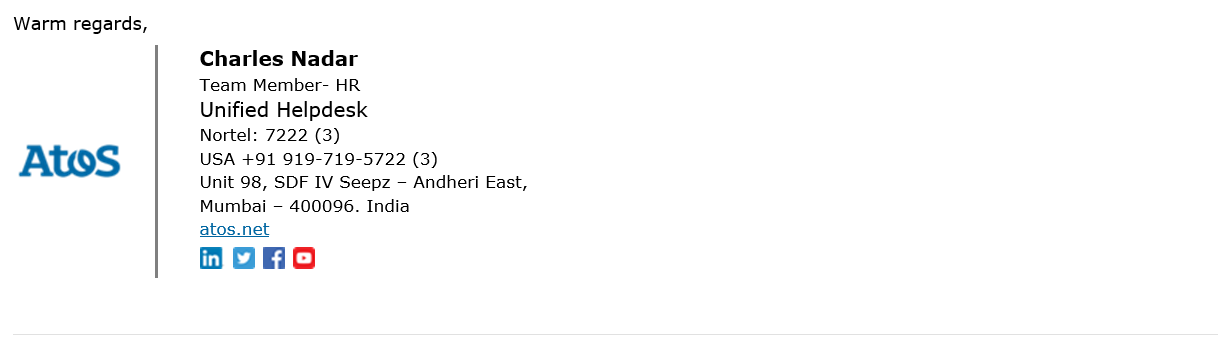 Warm regards,
Charles Nadar
Team Member- HR
Unified Helpdesk
Nortel: 7222 (3)
USA +91 919-719-5722 (3)
Unit 98, SDF IV Seepz – Andheri East,
Mumbai – 400096. India
atos.net
Atos
in
f